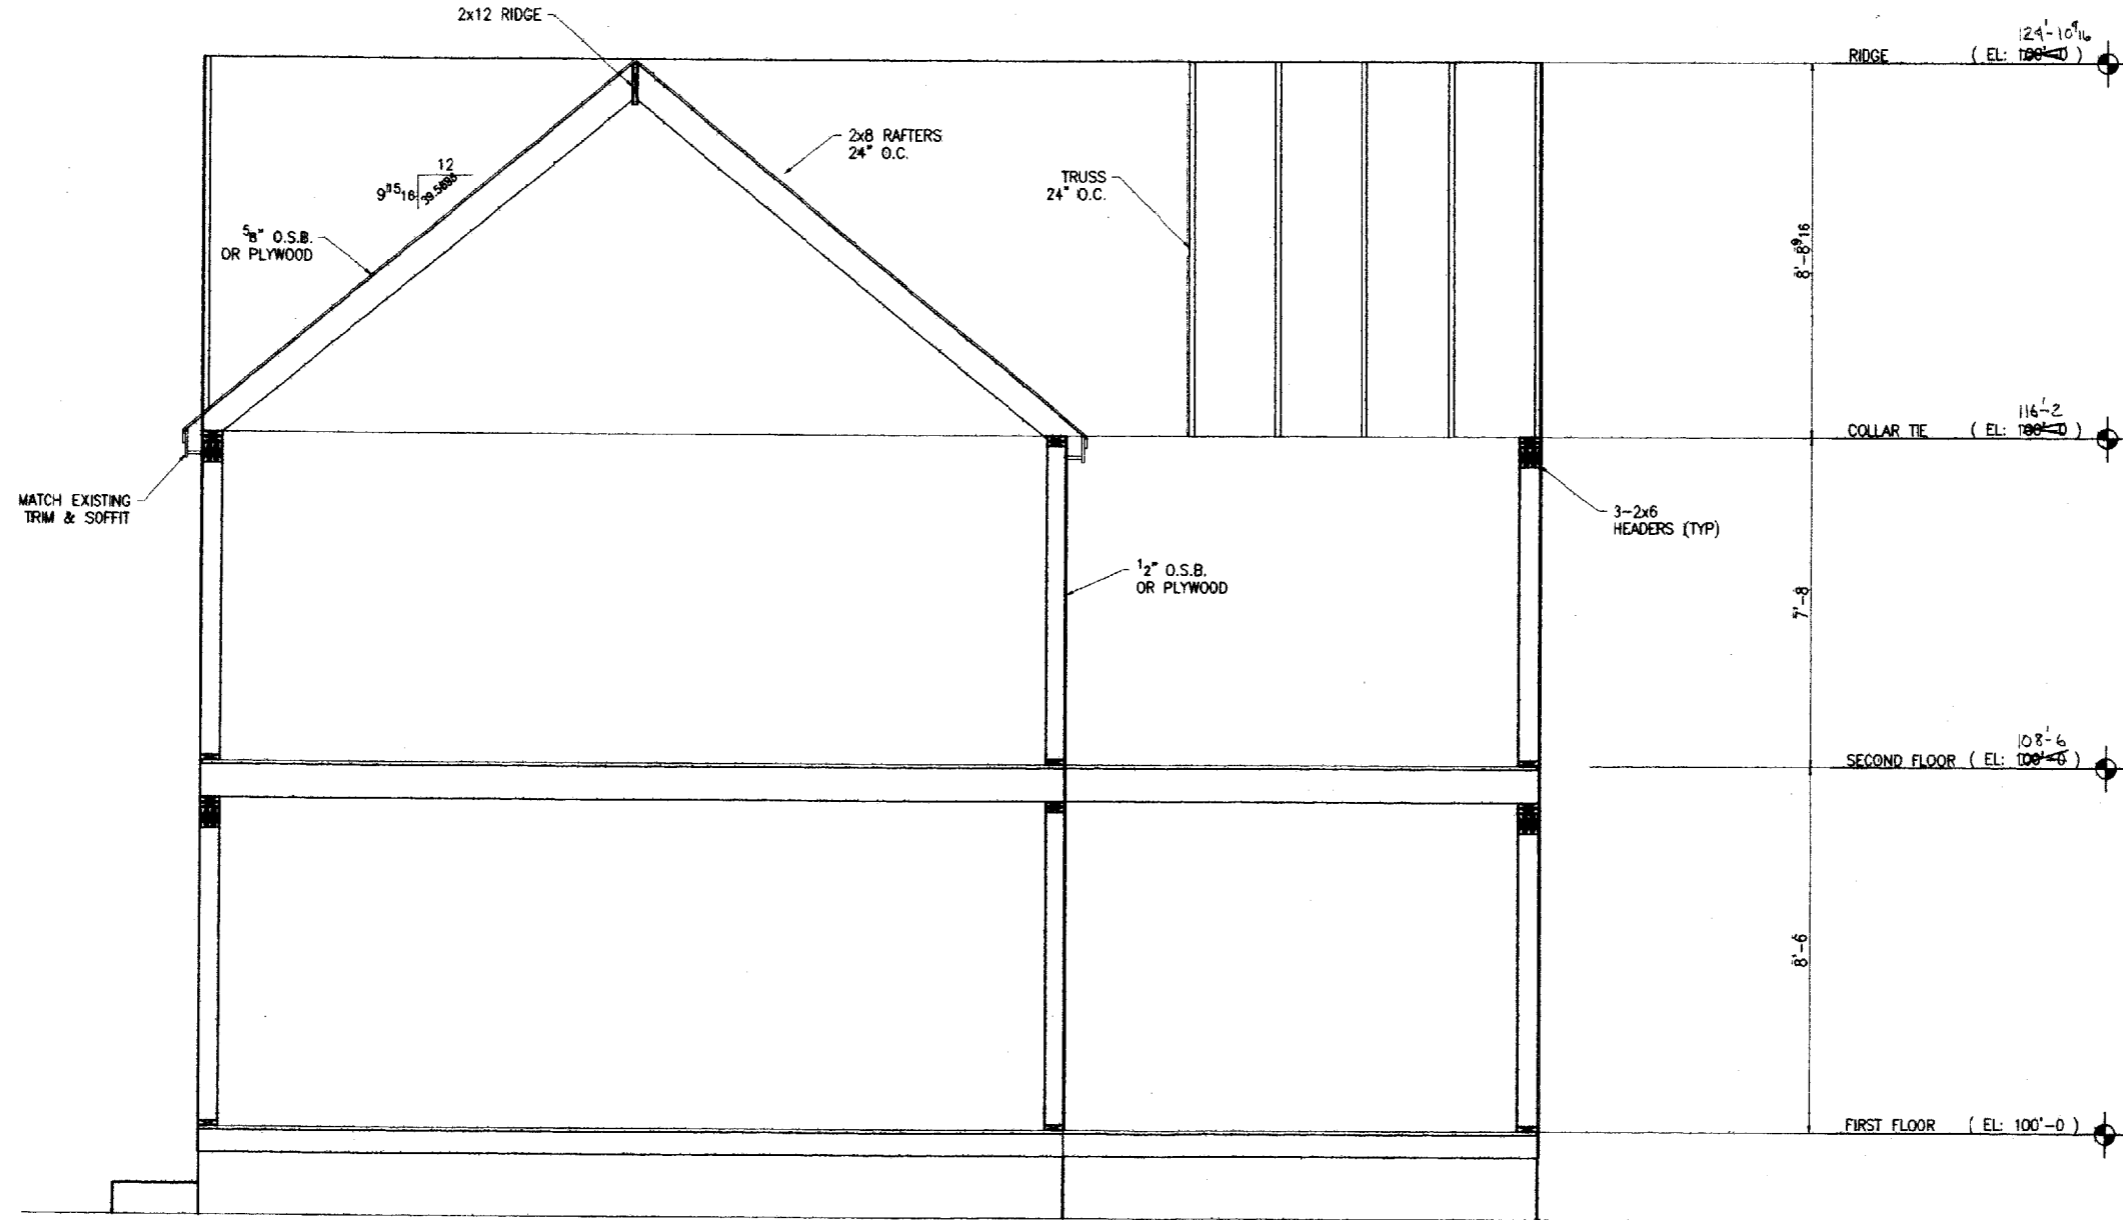 2x12 RIDGE
124'-10 9/16
RIDGE ( EL: 100'-0 )
2x8 RAFTERS
24" O.C.
12
9 15/16
TRUSS
24" O.C.
5/8" O.S.B.
OR PLYWOOD
8'-8 9/16
116'-2
COLLAR TIE ( EL: 100'-0 )
MATCH EXISTING
TRIM & SOFFIT
3-2x6
HEADERS (TYP)
1/2" O.S.B.
OR PLYWOOD
7'-8
108'-6
SECOND FLOOR ( EL: 100'-0 )
8'-6
FIRST FLOOR ( EL: 100'-0 )